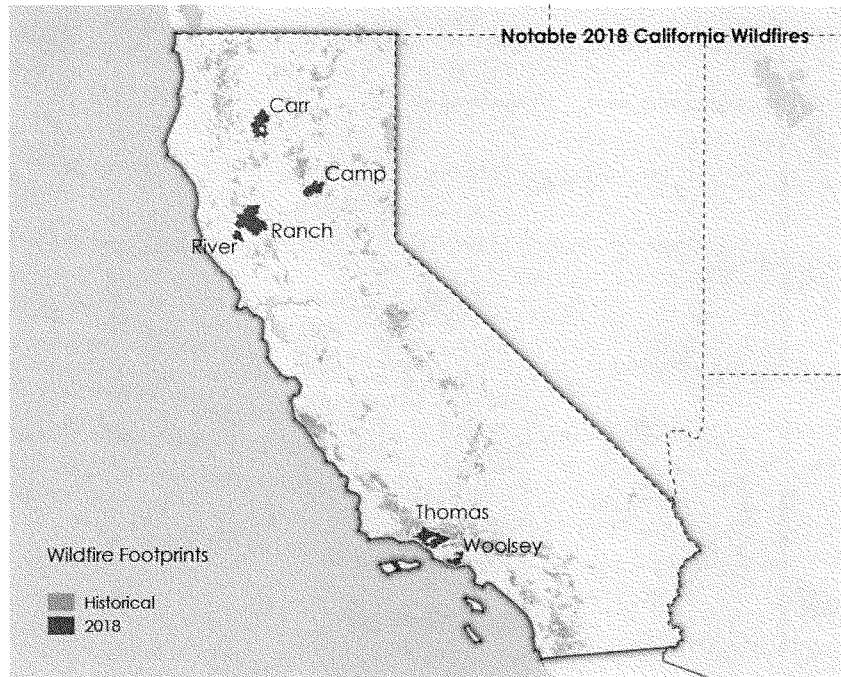 Notable 2018 California Wildfires
Carr
Camp
Ranch
River
Thomas
Woolsey
Wildfire Footprints
Historical
2018